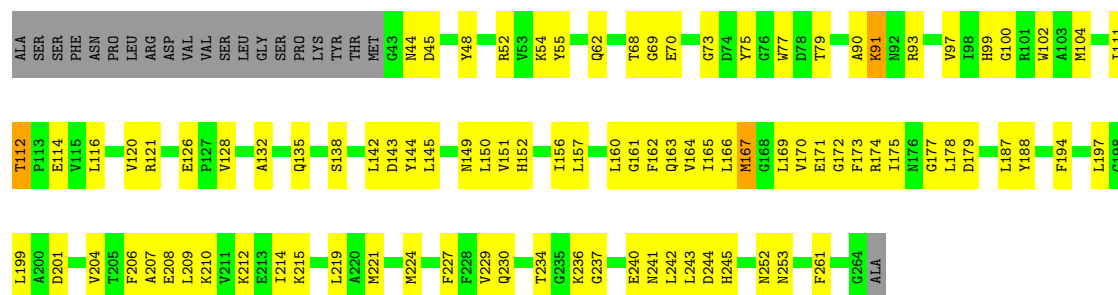 ALA SER SER PHE ASN PRO LEU ARG ASP VAL VAL SER LEU GLY SER PRO LYS TYR THR MET G43 N44 D45 Y48 R52 V53 K54 Y55 Q62 T68 G69 E70 G73 D74 Y75 G76 W77 D78 T79 A90 K91 N92 R93 V97 I98 H99 G100 R101 W102 A103 M104
T112 P113 E114 V115 L116 V120 R121 E126 P127 V128 A132 Q135 S138 L142 D143 Y144 L145 N149 L150 V151 H152 I156 L157 L160 G161 F162 Q163 V164 I165 L166 M167 G168 L169 V170 E171 G172 F173 R174 I175 N176 G177 L178 D179 L187 Y188 F194 L197
L199 A200 D201 V204 T205 F206 A207 E208 L209 K210 V211 K212 E213 I214 K215 L219 A220 M221 M224 F227 F228 V229 Q230 T234 G235 K236 G237 E240 N241 L242 L243 D244 H245 N252 N253 F261 G264 ALA